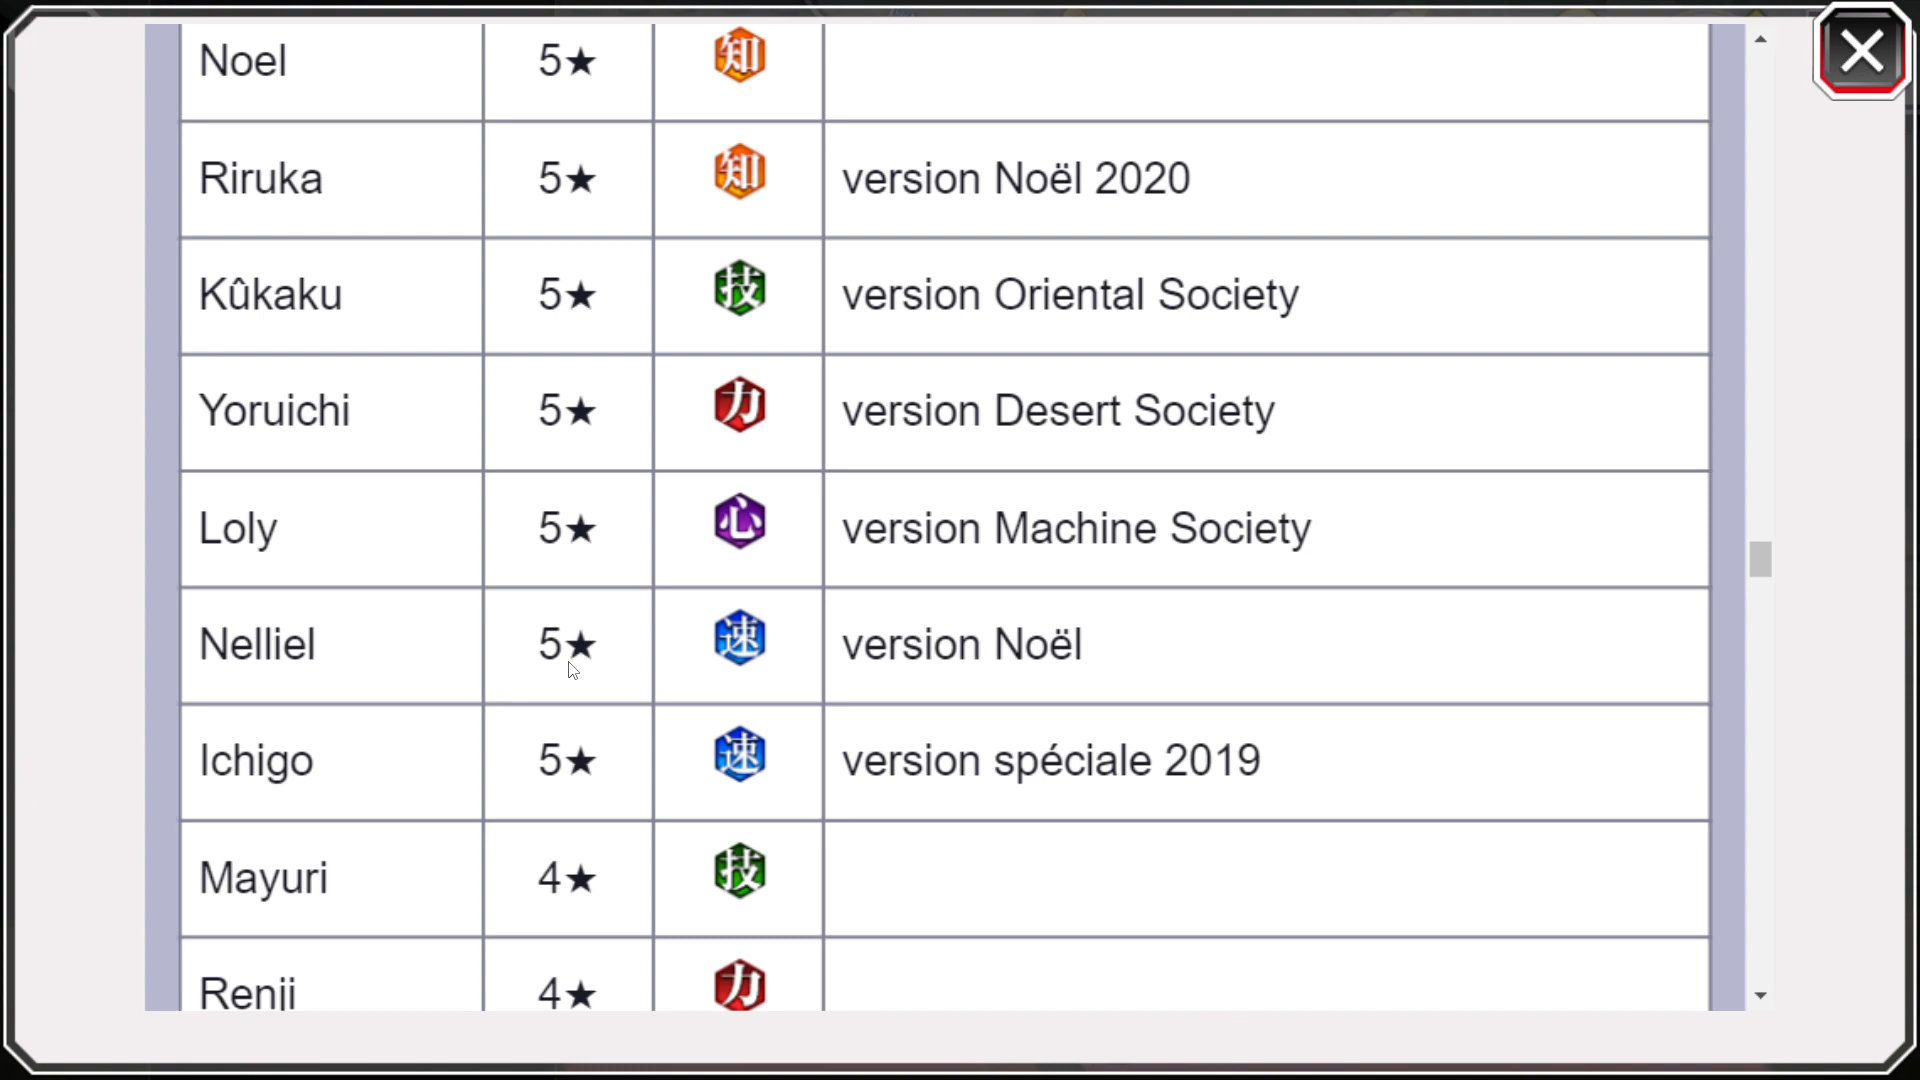 Noel 5★ 知
Riruka 5★ 知 version Noël 2020
Kûkaku 5★ 技 version Oriental Society
Yoruichi 5★ 力 version Desert Society
Loly 5★ 心 version Machine Society
Nelliel 5★ 速 version Noël
Ichigo 5★ 速 version spéciale 2019
Mayuri 4★ 技
Renji 4★ 力